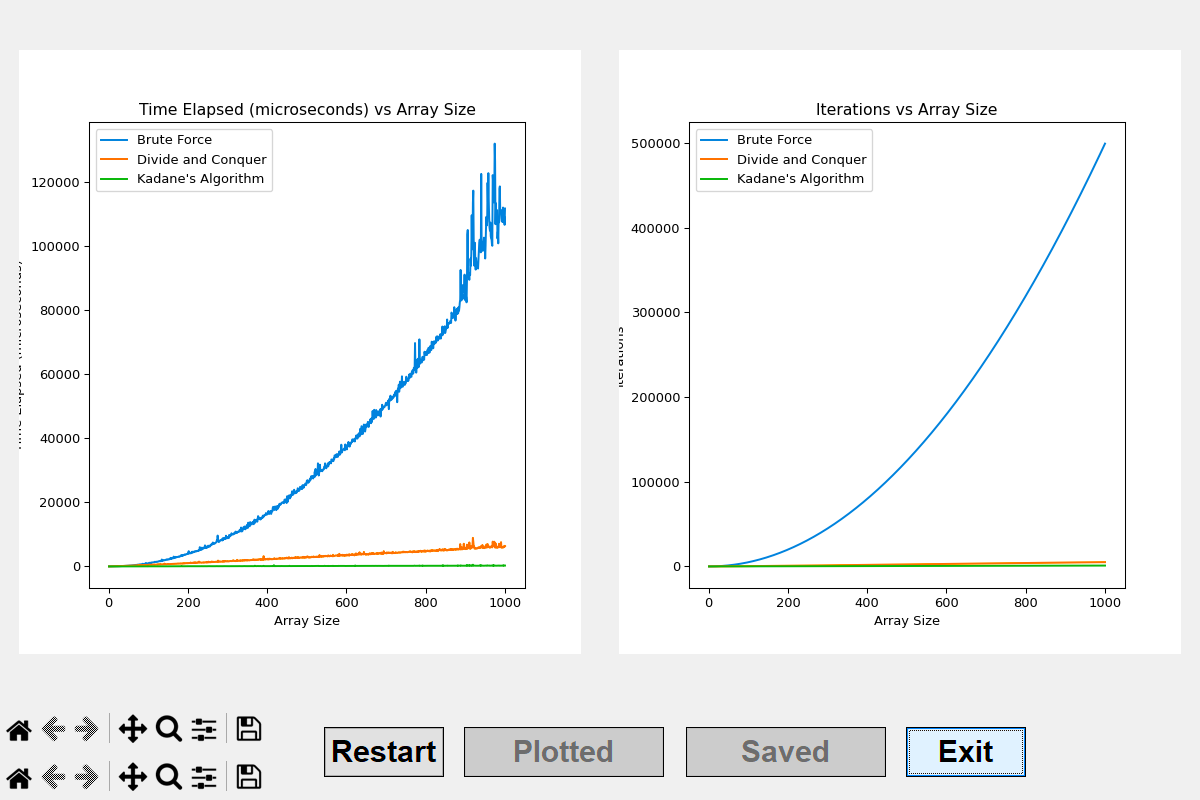 Time Elapsed (microseconds) vs Array Size
Brute Force
Divide and Conquer
Kadane's Algorithm
120000
100000
80000
60000
40000
20000
0
0 200 400 600 800 1000
Array Size
Iterations vs Array Size
Brute Force
Divide and Conquer
Kadane's Algorithm
500000
400000
300000
200000
100000
0
Iterations
0 200 400 600 800 1000
Array Size
Restart
Plotted
Saved
Exit